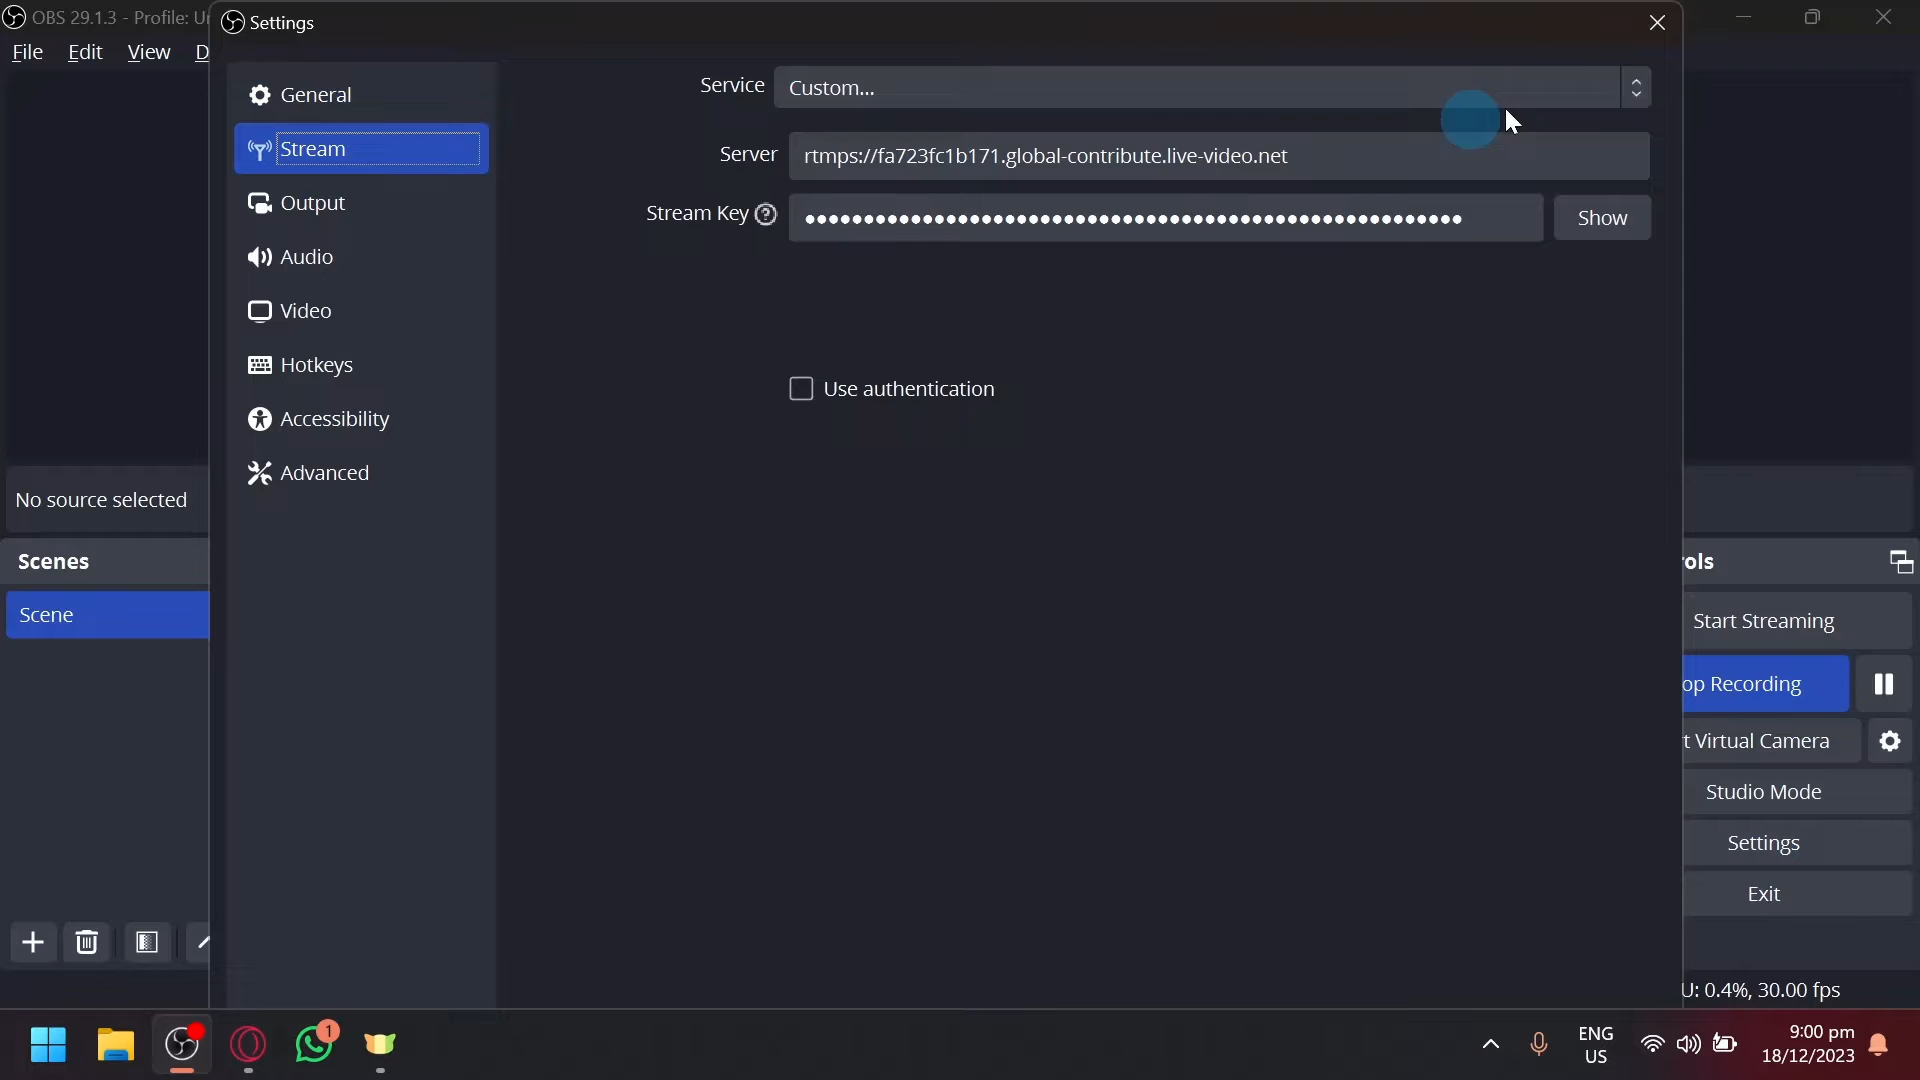 OBS 29.1.3 - Profile: Ur
Settings
File Edit View D
General
Stream
Output
Audio
Video
Hotkeys
Accessibility
Advanced
Service Custom...
Server rtmps://fa723fc1b171.global-contribute.live-video.net
Stream Key ? ●●●●●●●●●●●●●●●●●●●●●●●●●●●●●●●●●●●●●●●●●●●●●●●●●●●●●●●● Show
Use authentication
No source selected
Scenes
Scene
rols
Start Streaming
op Recording
t Virtual Camera
Studio Mode
Settings
Exit
U: 0.4%, 30.00 fps
1
ENG
US
9:00 pm
18/12/2023